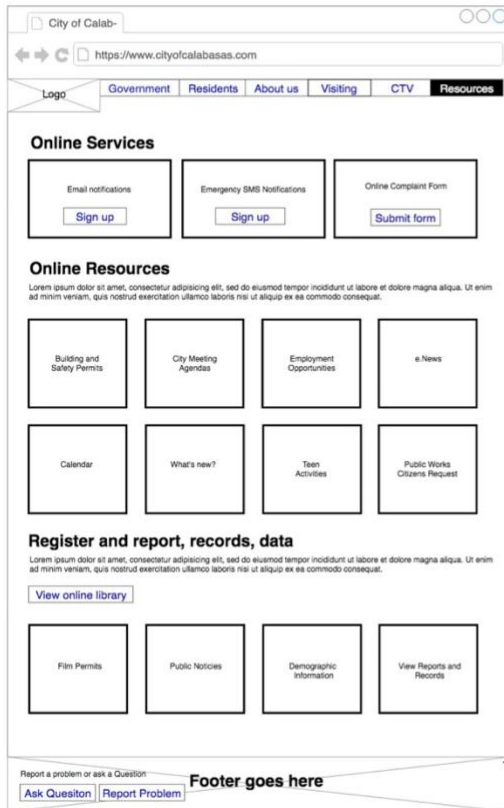 City of Calab-
https://www.cityofcalabasas.com
Logo
Government
Residents
About us
Visiting
CTV
Resources
Online Services
Email notifications
Sign up
Emergency SMS Notifications
Sign up
Online Complaint Form
Submit form
Online Resources
Lorem ipsum dolor sit amet, consectetur adipisicing elit, sed do eiusmod tempor incididunt ut labore et dolore magna aliqua. Ut enim
ad minim veniam, quis nostrud exercitation ullamco laboris nisi ut aliquip ex ea commodo consequat.
Building and
Safety Permits
City Meeting
Agendas
Employment
Opportunities
e.News
Calendar
What's new?
Teen
Activities
Public Works
Citizens Request
Register and report, records, data
Lorem ipsum dolor sit amet, consectetur adipisicing elit, sed do eiusmod tempor incididunt ut labore et dolore magna aliqua. Ut enim
ad minim veniam, quis nostrud exercitation ullamco laboris nisi ut aliquip ex ea commodo consequat.
View online library
Film Permits
Public Noticies
Demographic
Information
View Reports and
Records
Report a problem or ask a Question
Ask Quesiton
Report Problem
Footer goes here